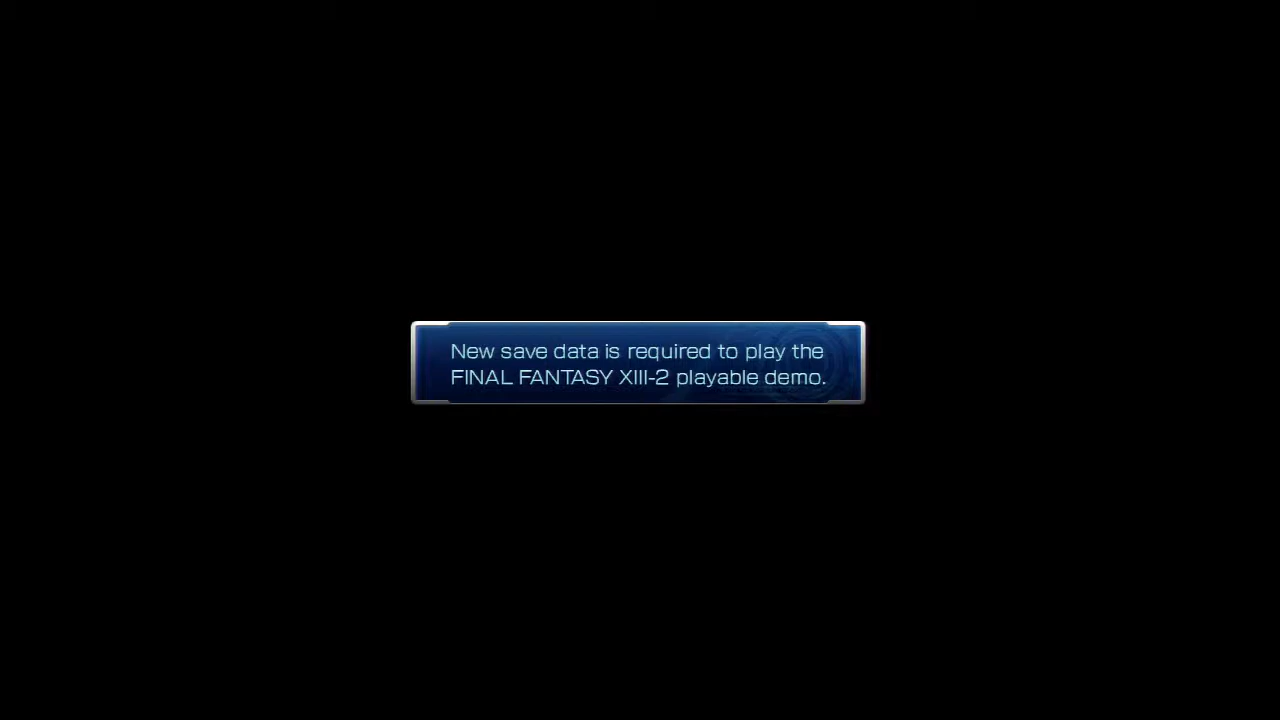 New save data is required to play the
FINAL FANTASY XIII-2 playable demo.